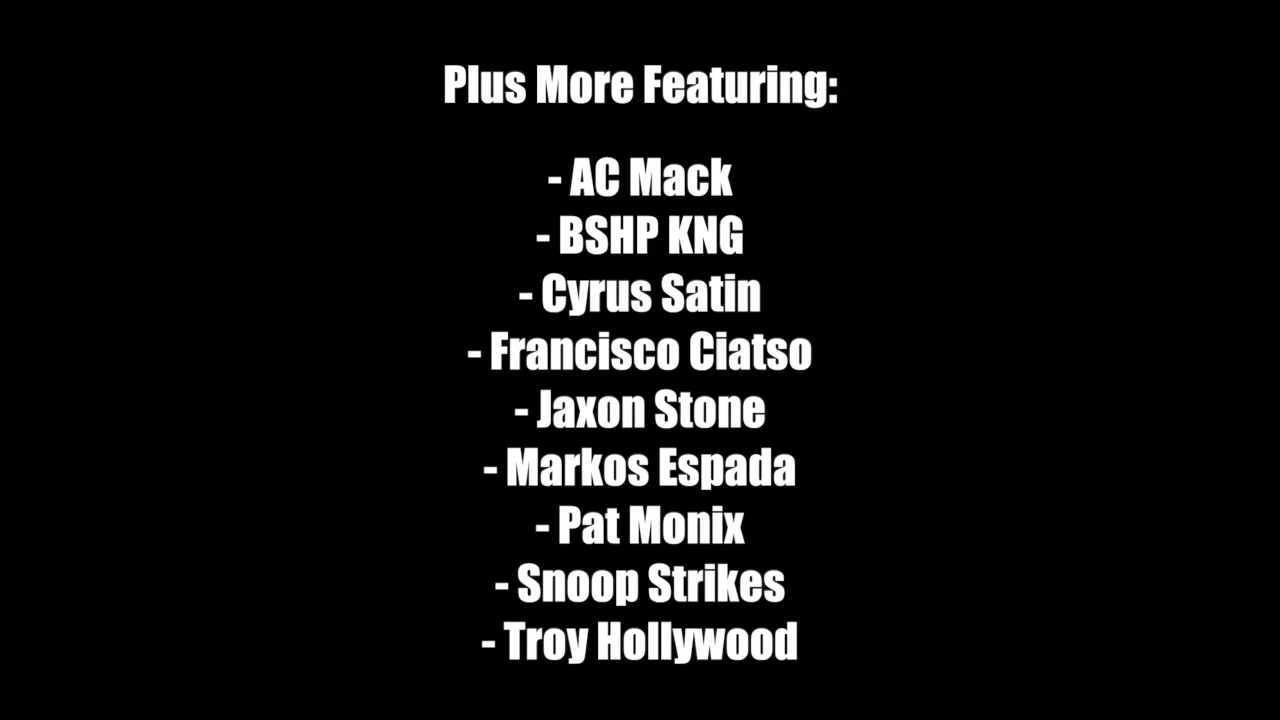 Plus More Featuring:
- AC Mack
- BSHP KNG
- Cyrus Satin
- Francisco Ciatso
- Jaxon Stone
- Markos Espada
- Pat Monix
- Snoop Strikes
- Troy Hollywood